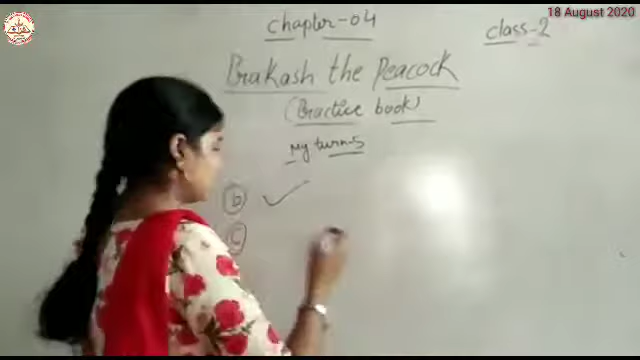 18 August 2020
Chapter-04
Class-2
Prakash the Peacock
(Practice book)
My turn-5
b ✓
c